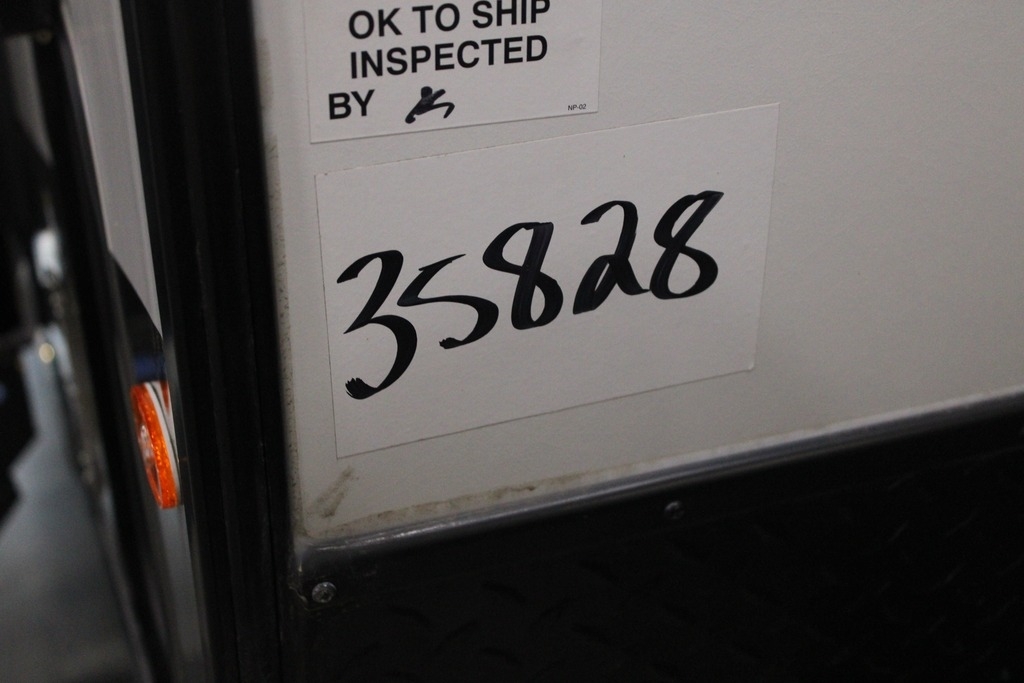 OK TO SHIP
INSPECTED
BY
NP-02
35828